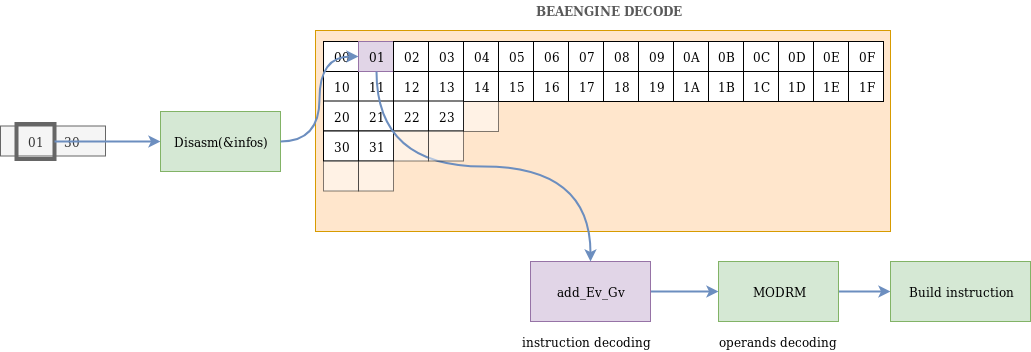 BEAENGINE DECODE
00 01 02 03 04 05 06 07 08 09 0A 0B 0C 0D 0E 0F
10 11 12 13 14 15 16 17 18 19 1A 1B 1C 1D 1E 1F
20 21 22 23
30 31
01 30
Disasm(&infos)
add_Ev_Gv
MODRM
Build instruction
instruction decoding
operands decoding